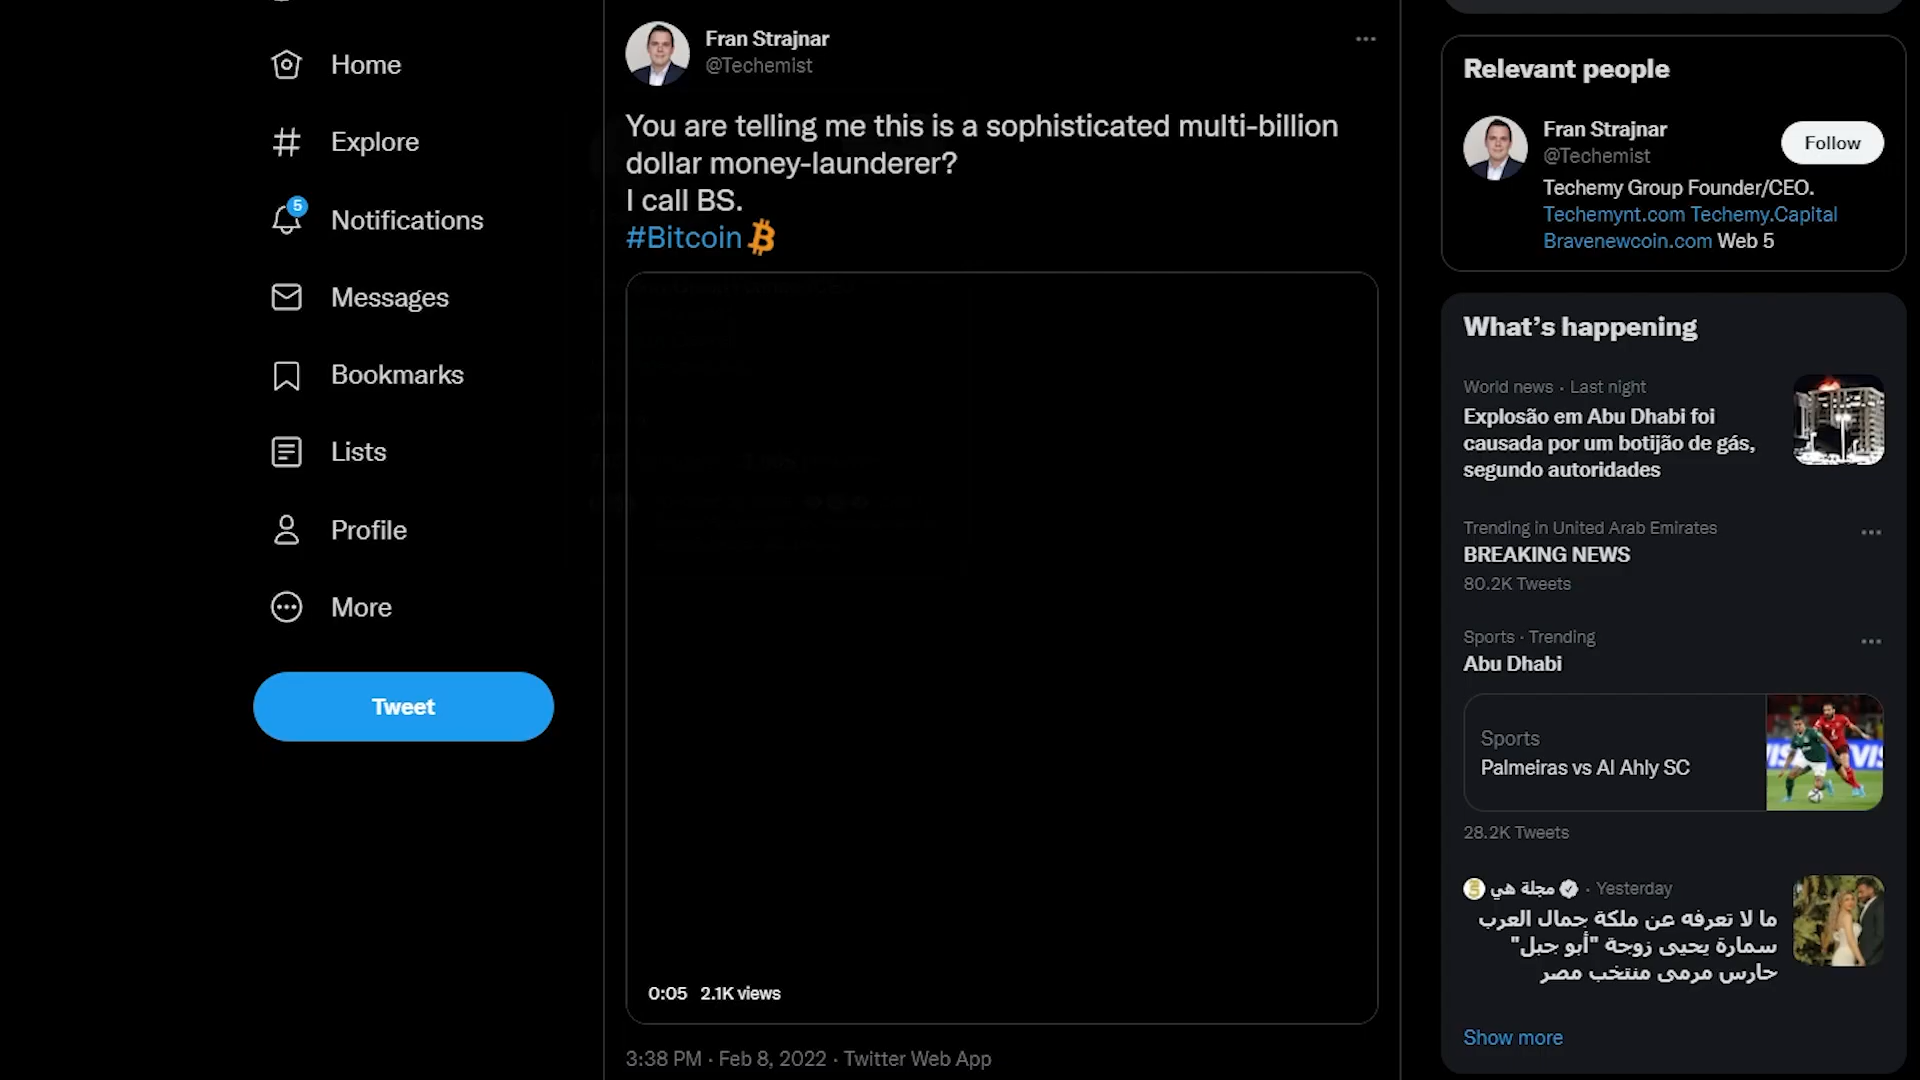 Home
Explore
5
Notifications
Messages
Bookmarks
Lists
Profile
More
Tweet
Fran Strajnar
@Techemist
You are telling me this is a sophisticated multi-billion
dollar money-launderer?
I call BS.
#Bitcoin
0:05 2.1K views
3:38 PM · Feb 8, 2022 · Twitter Web App
Relevant people
Fran Strajnar
@Techemist
Follow
Techemy Group Founder/CEO.
Techemynt.com Techemy.Capital
Bravenewcoin.com Web 5
What's happening
World news · Last night
Explosão em Abu Dhabi foi
causada por um botijão de gás,
segundo autoridades
Trending in United Arab Emirates
BREAKING NEWS
80.2K Tweets
Sports · Trending
Abu Dhabi
Sports
Palmeiras vs Al Ahly SC
28.2K Tweets
مجلة هي · Yesterday
ما لا تعرفه عن ملكة جمال العرب
سمارة يحيى زوجة "أبو جبل"
حارس مرمى منتخب مصر
Show more